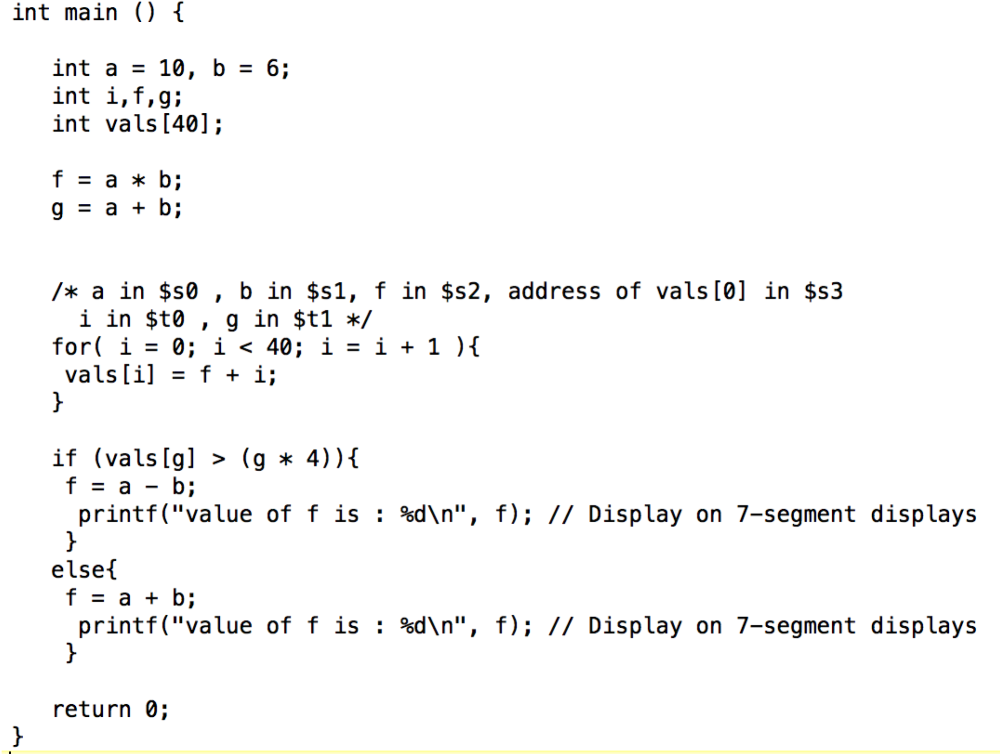 int main () {
int a = 10, b = 6;
int i,f,g;
int vals[40];
f = a * b;
g = a + b;
/* a in $s0 , b in $s1, f in $s2, address of vals[0] in $s3
i in $t0 , g in $t1 */
for( i = 0; i < 40; i = i + 1 ){
vals[i] = f + i;
}
if (vals[g] > (g * 4)){
f = a - b;
printf("value of f is : %d\n", f); // Display on 7-segment displays
}
else{
f = a + b;
printf("value of f is : %d\n", f); // Display on 7-segment displays
}
return 0;
}